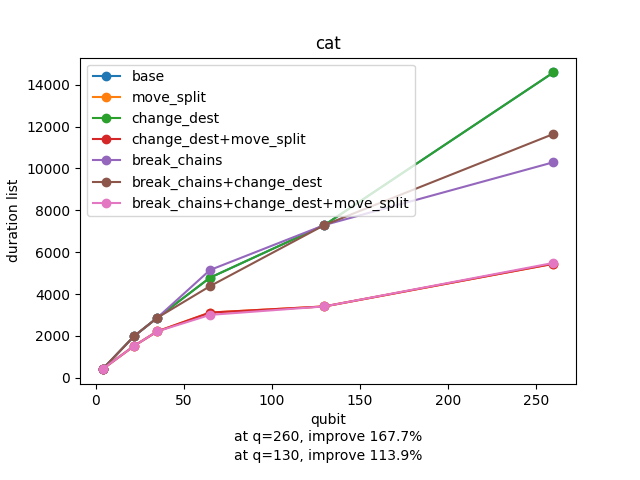 cat
base
move_split
change_dest
change_dest+move_split
break_chains
break_chains+change_dest
break_chains+change_dest+move_split
duration list
14000
12000
10000
8000
6000
4000
2000
0
0 50 100 150 200 250
qubit
at q=260, improve 167.7%
at q=130, improve 113.9%